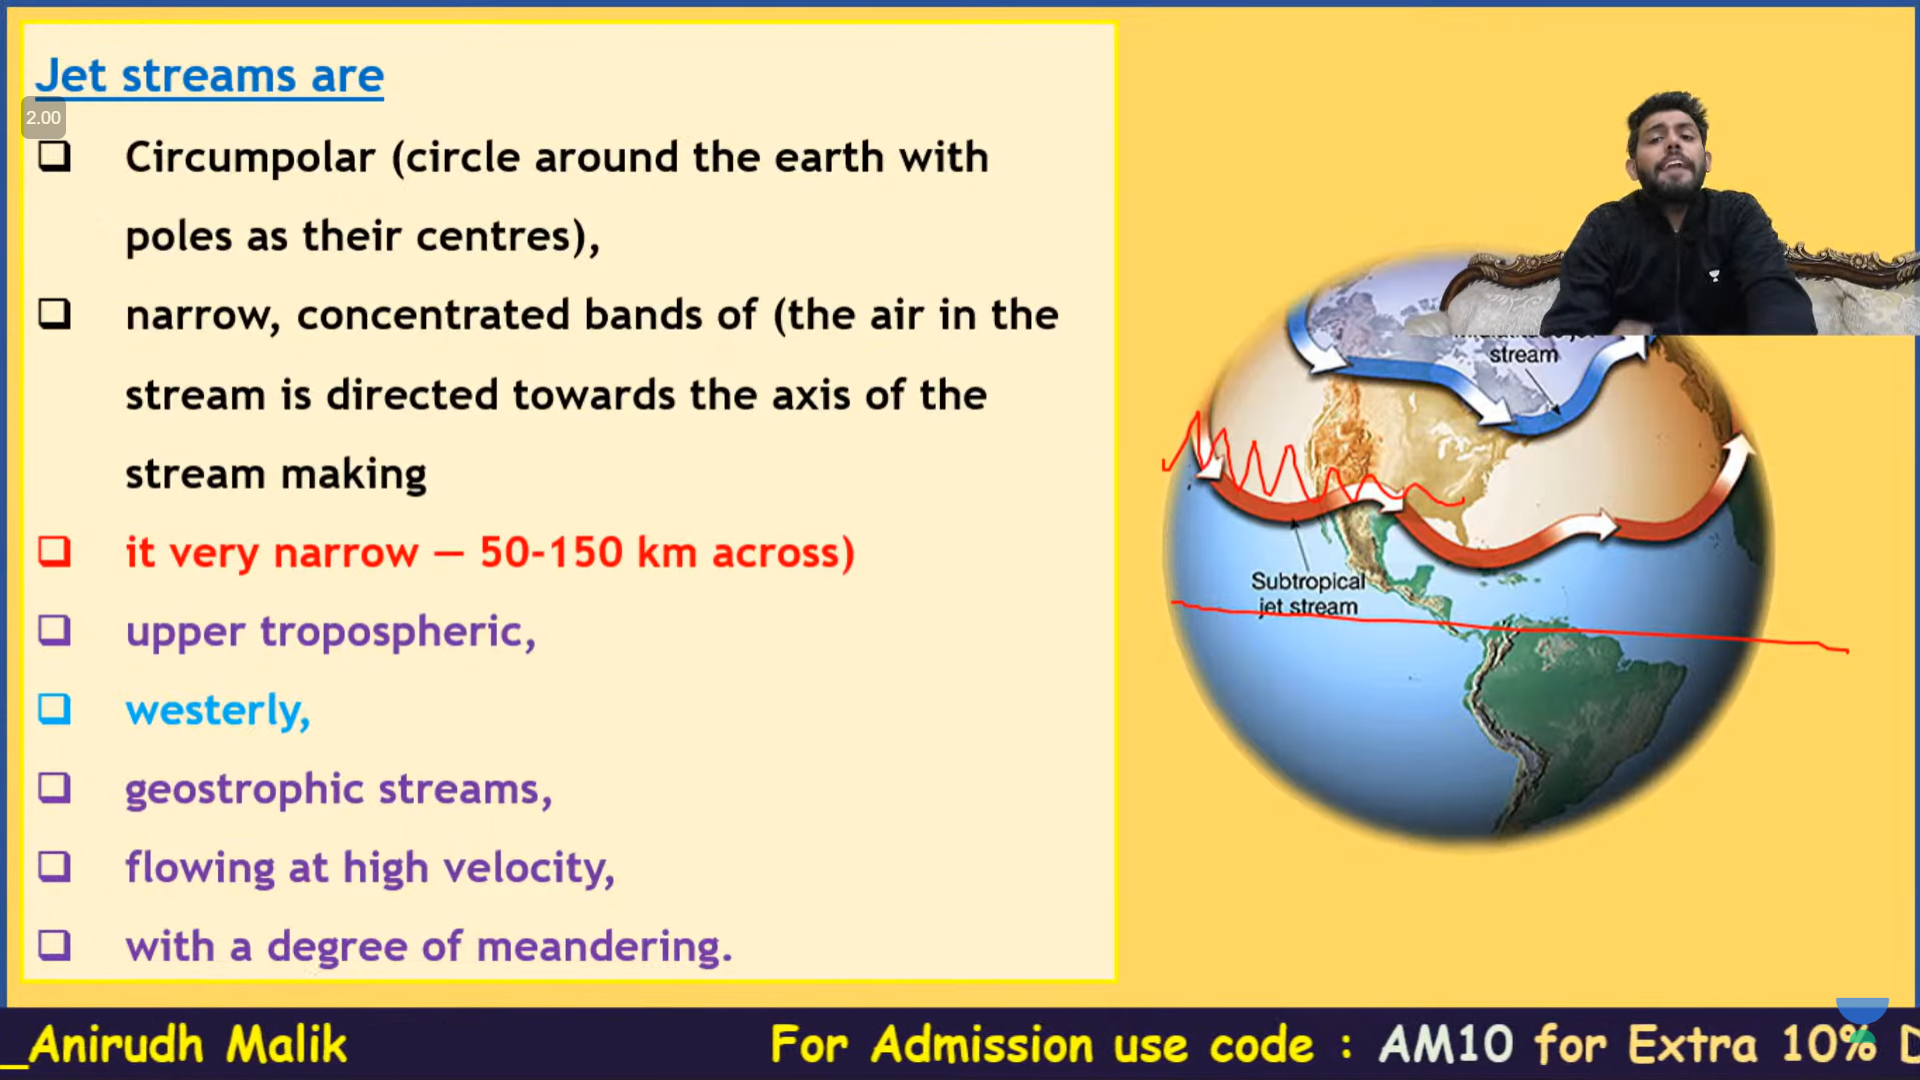 Jet streams are
2.00
Circumpolar (circle around the earth with
poles as their centres),
narrow, concentrated bands of (the air in the
stream is directed towards the axis of the
stream making
it very narrow — 50-150 km across)
upper tropospheric,
westerly,
geostrophic streams,
flowing at high velocity,
with a degree of meandering.
stream
Subtropical
jet stream
_Anirudh Malik
For Admission use code : AM10 for Extra 10%